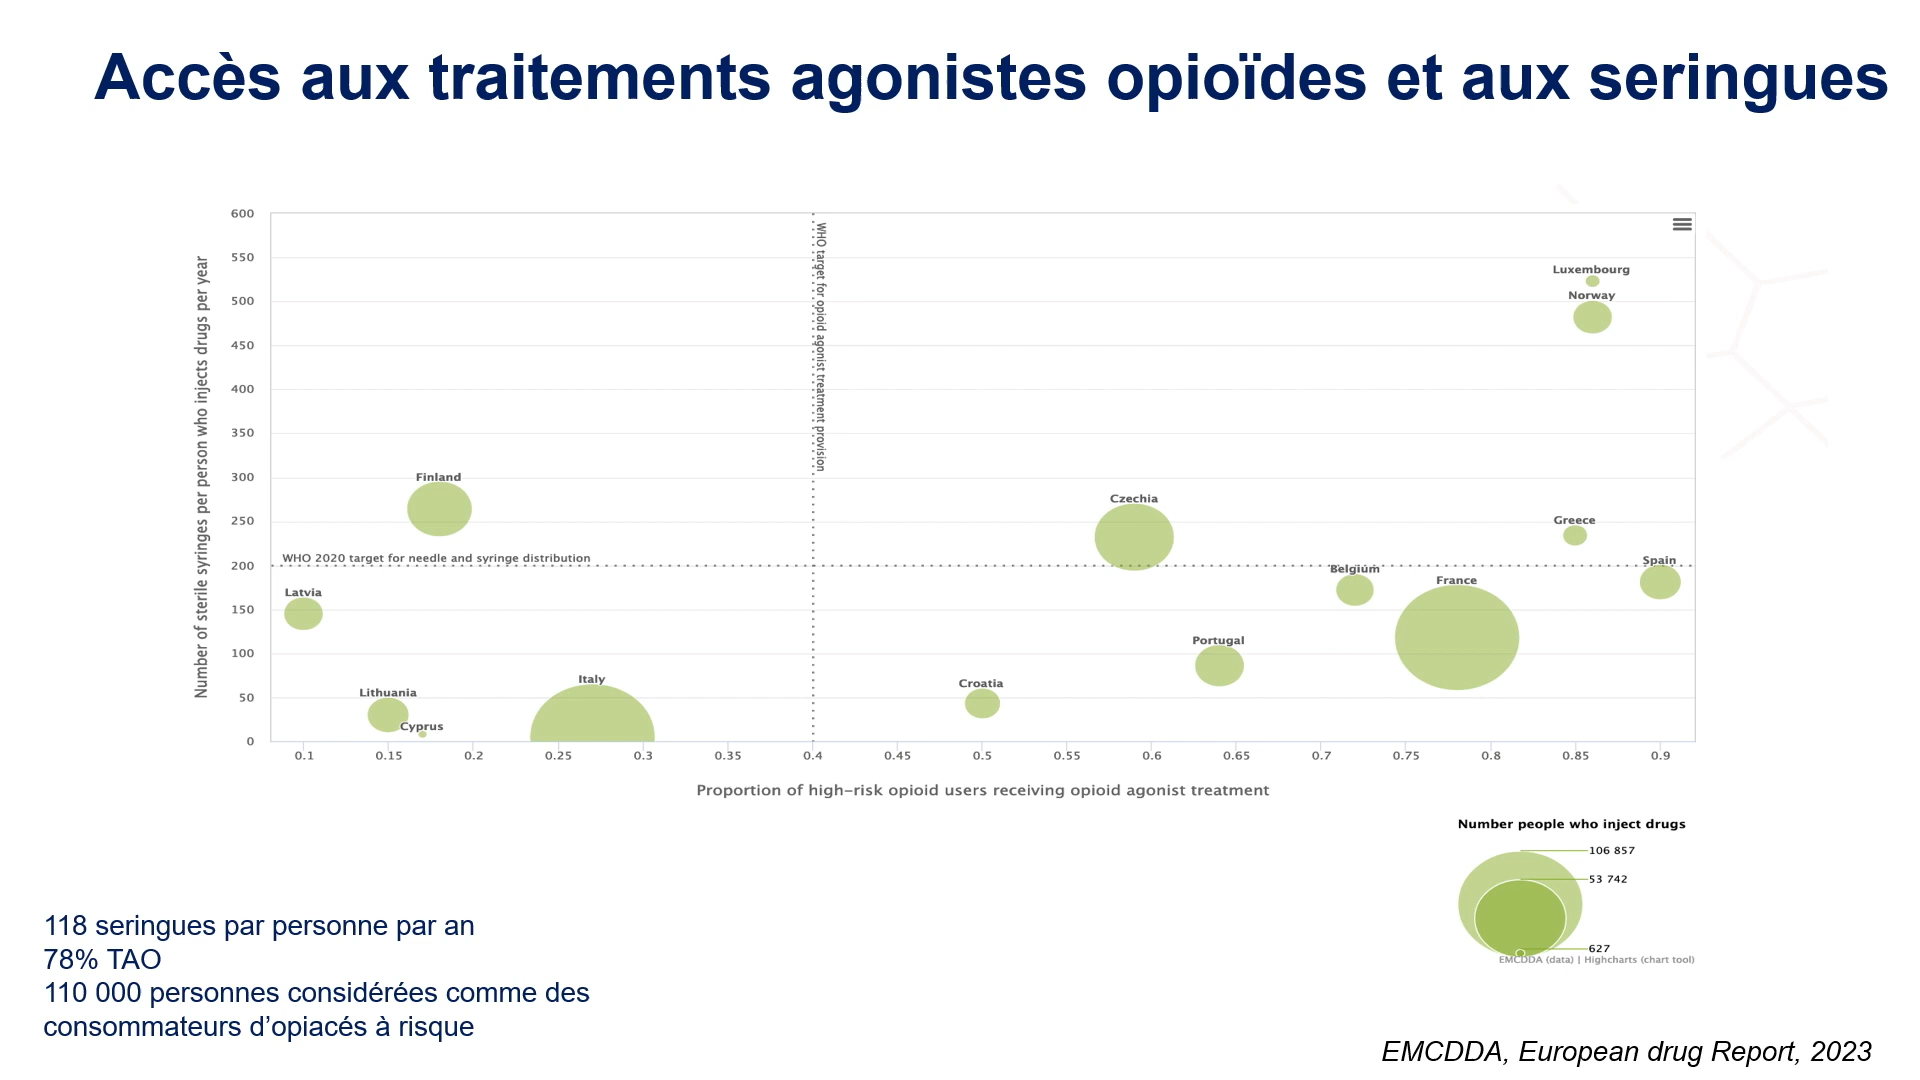 Accès aux traitements agonistes opioïdes et aux seringues
Number of sterile syringes per person who injects drugs per year
600
550
500
450
400
350
300
250
200
150
100
50
0
WHO target for opioid agonist treatment provision
WHO 2020 target for needle and syringe distribution
Luxembourg
Norway
Finland
Czechia
Greece
Spain
Belgium
France
Latvia
Portugal
Croatia
Italy
Lithuania
Cyprus
0.1 0.15 0.2 0.25 0.3 0.35 0.4 0.45 0.5 0.55 0.6 0.65 0.7 0.75 0.8 0.85 0.9
Proportion of high-risk opioid users receiving opioid agonist treatment
Number people who inject drugs
106 857
53 742
627
EMCDDA (data) | Highcharts (chart tool)
118 seringues par personne par an
78% TAO
110 000 personnes considérées comme des
consommateurs d’opiacés à risque
EMCDDA, European drug Report, 2023